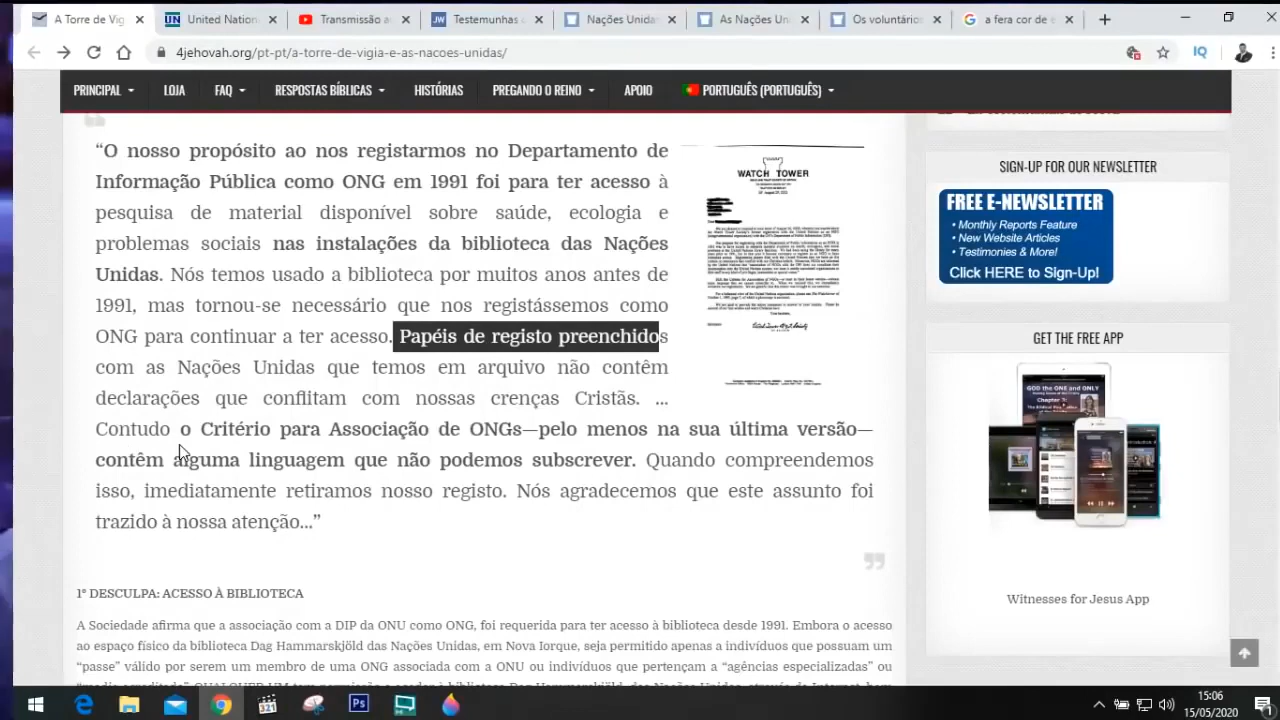 A Torre de Vig
United Nation
Transmissão a
Testemunhas
Nações Unida
As Nações Un
Os voluntário
a fera cor de e
4jehovah.org/pt-pt/a-torre-de-vigia-e-as-nacoes-unidas/
IQ
PRINCIPAL
LOJA
FAQ
RESPOSTAS BÍBLICAS
HISTÓRIAS
PREGANDO O REINO
APOIO
PORTUGUÊS (PORTUGUÊS)
“O nosso propósito ao nos registarmos no Departamento de
Informação Pública como ONG em 1991 foi para ter acesso à
pesquisa de material disponível sobre saúde, ecologia e
problemas sociais nas instalações da biblioteca das Nações
Unidas. Nós temos usado a biblioteca por muitos anos antes de
1991, mas tornou-se necessário que nos registássemos como
ONG para continuar a ter acesso. Papéis de registo preenchidos
com as Nações Unidas que temos em arquivo não contêm
declarações que conflitam com nossas crenças Cristãs …
Contudo o Critério para Associação de ONGs—pelo menos na sua última versão—
contêm alguma linguagem que não podemos subscrever. Quando compreendemos
isso, imediatamente retiramos nosso registo. Nós agradecemos que este assunto foi
trazido à nossa atenção…”
WATCH TOWER
1ª DESCULPA: ACESSO À BIBLIOTECA
A Sociedade afirma que a associação com a DIP da ONU como ONG, foi requerida para ter acesso à biblioteca desde 1991. Embora o acesso
ao espaço físico da biblioteca Dag Hammarskjöld das Nações Unidas, em Nova Iorque, seja permitido apenas a indivíduos que possuam um
“passe” válido por serem um membro de uma ONG associada com a ONU ou indivíduos que pertençam a “agências especializadas” ou
SIGN-UP FOR OUR NEWSLETTER
FREE E-NEWSLETTER
• Monthly Reports Feature
• New Website Articles
• Testimonies & More!
Click HERE to Sign-Up!
GET THE FREE APP
GOD the ONE and ONLY
Witnesses for Jesus App
15:06
15/05/2020